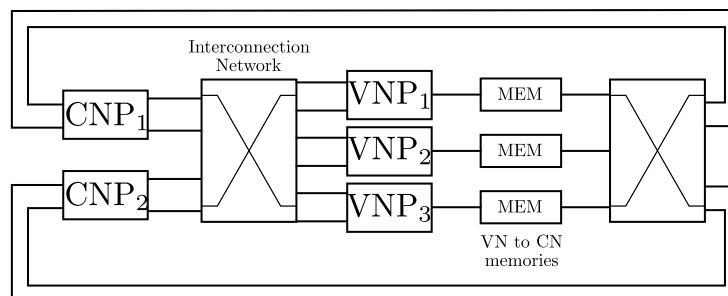 Interconnection
Network
CNP1
CNP2
VNP1
VNP2
VNP3
MEM
MEM
MEM
VN to CN
memories